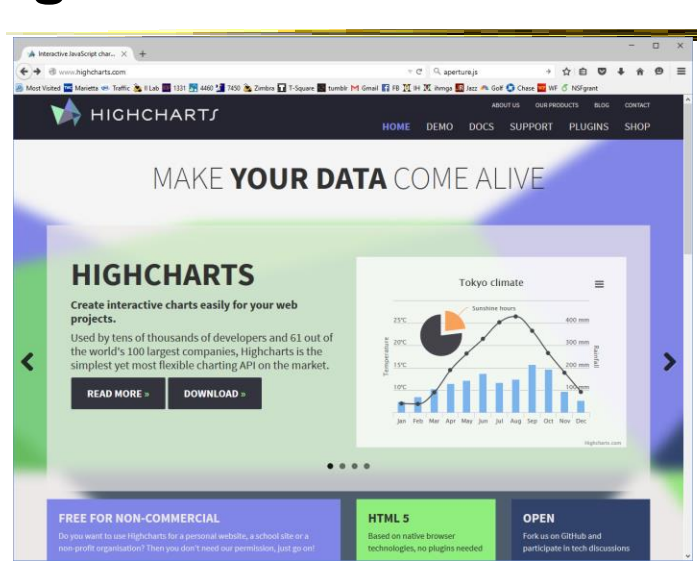 Interactive JavaScript char...
www.highcharts.com
aperture.js
Most Visited Marietta Traffic II Lab 1331 4460 7450 Zimbra T-Square tumblr Gmail FB IH ihmga Jazz Golf Chase WF NSFgrant
HIGHCHARTS
ABOUT US OUR PRODUCTS BLOG CONTACT
HOME DEMO DOCS SUPPORT PLUGINS SHOP
MAKE YOUR DATA COME ALIVE
HIGHCHARTS
Create interactive charts easily for your web
projects.
Used by tens of thousands of developers and 61 out of
the world's 100 largest companies, Highcharts is the
simplest yet most flexible charting API on the market.
READ MORE »
DOWNLOAD »
Tokyo climate
Sunshine hours
25°C
20°C
15°C
10°C
Temperature
400 mm
300 mm
200 mm
100 mm
Rainfall
Jan Feb Mar Apr May Jun Jul Aug Sep Oct Nov Dec
Highcharts.com
FREE FOR NON-COMMERCIAL
Do you want to use Highcharts for a personal website, a school site or a
non-profit organisation? Then you don't need our permission, just go on!
HTML 5
Based on native browser
technologies, no plugins needed
OPEN
Fork us on GitHub and
participate in tech discussions